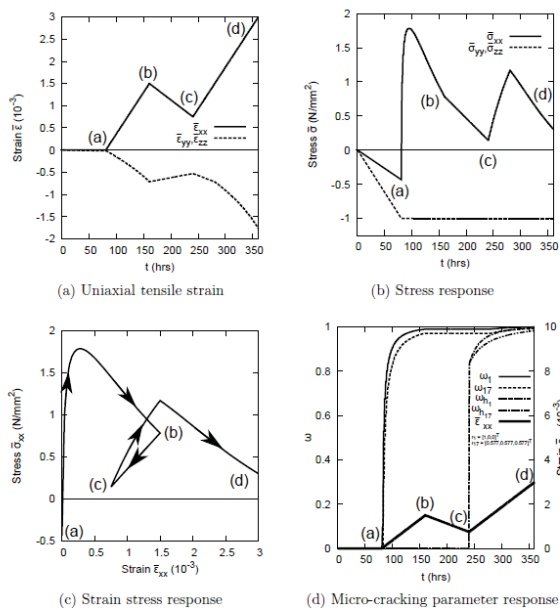 3
2.5
2
1.5
1
0.5
0
-0.5
-1
-1.5
-2
0 50 100 150 200 250 300 350
Strain ε̄ (10⁻³)
t (hrs)
(a)
(b)
(c)
ε̄xx
ε̄yy,ε̄zz
(a) Uniaxial tensile strain
2
1.5
1
0.5
0
0.5
-1
0 50 100 150 200 250 300 350
Stress σ̄ (N/mm²)
t (hrs)
σ̄xx
σ̄yy,σ̄zz
(a)
(b)
(c)
(d)
(b) Stress response
2
1.5
1
0.5
0
0 0.5 1 1.5 2 2.5 3
Stress σ̄xx (N/mm²)
Strain ε̄xx (10⁻³)
(a)
(b)
(c)
(d)
(c) Strain stress response
1
0.8
0.6
0.4
0.2
0
10
8
6
4
2
0
0 50 100 150 200 250 300 350
ω
t (hrs)
ω1
ω17
ωh1
ωh17
ε̄xx
(a)
(b)
(c)
(d)
(d) Micro-cracking parameter response